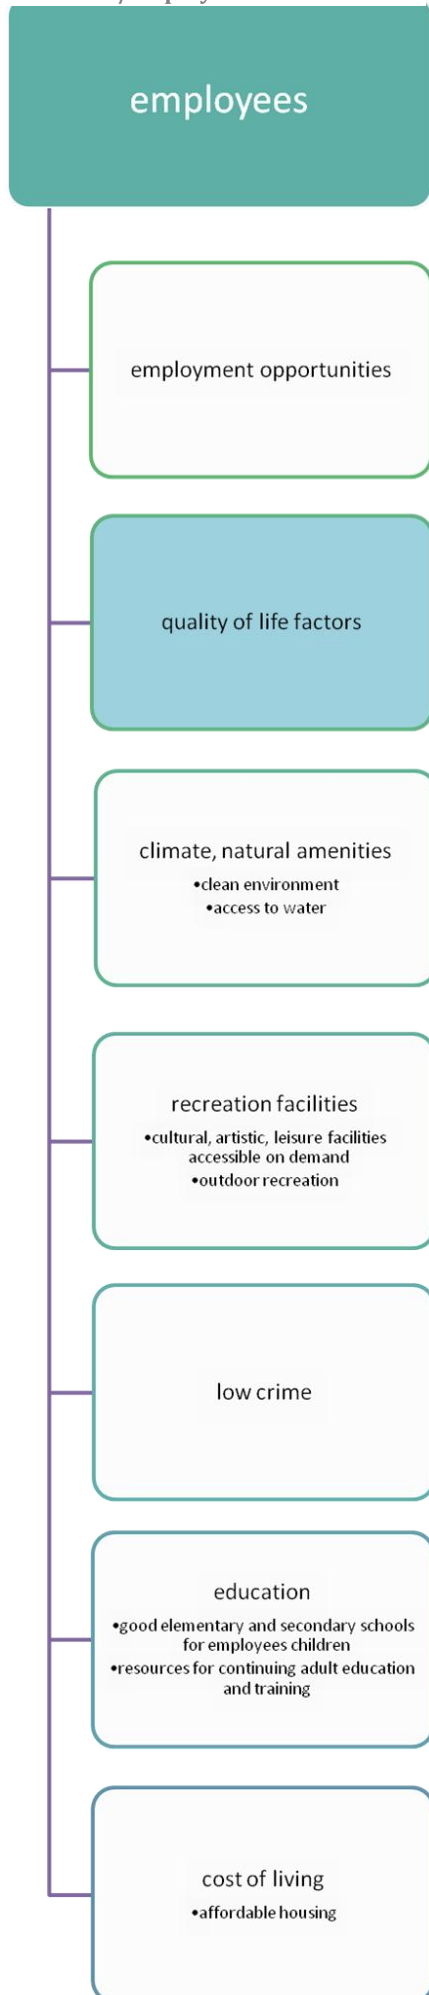 employees
employment opportunities
quality of life factors
climate, natural amenities
•clean environment
•access to water
recreation facilities
•cultural, artistic, leisure facilities
accessible on demand
•outdoor recreation
low crime
education
•good elementary and secondary schools
for employees children
•resources for continuing adult education
and training
cost of living
•affordable housing